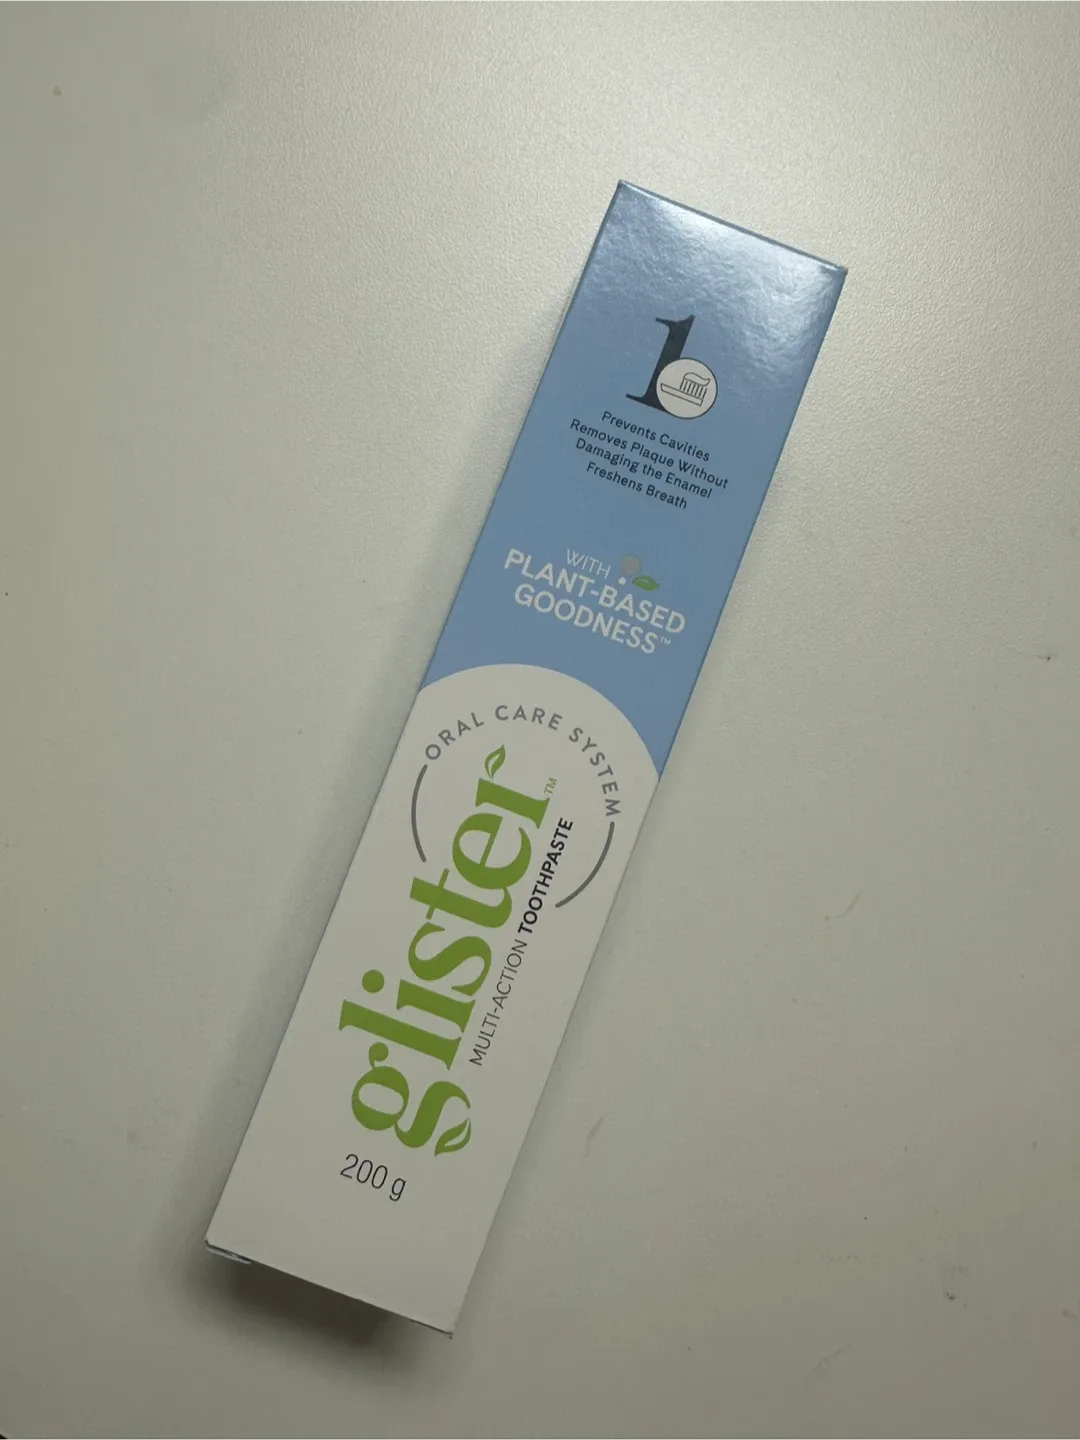 1
Prevents Cavities
Removes Plaque Without
Damaging the Enamel
Freshens Breath
WITH
PLANT-BASED
GOODNESS™
ORAL CARE SYSTEM
glister™
MULTI-ACTION TOOTHPASTE
200 g